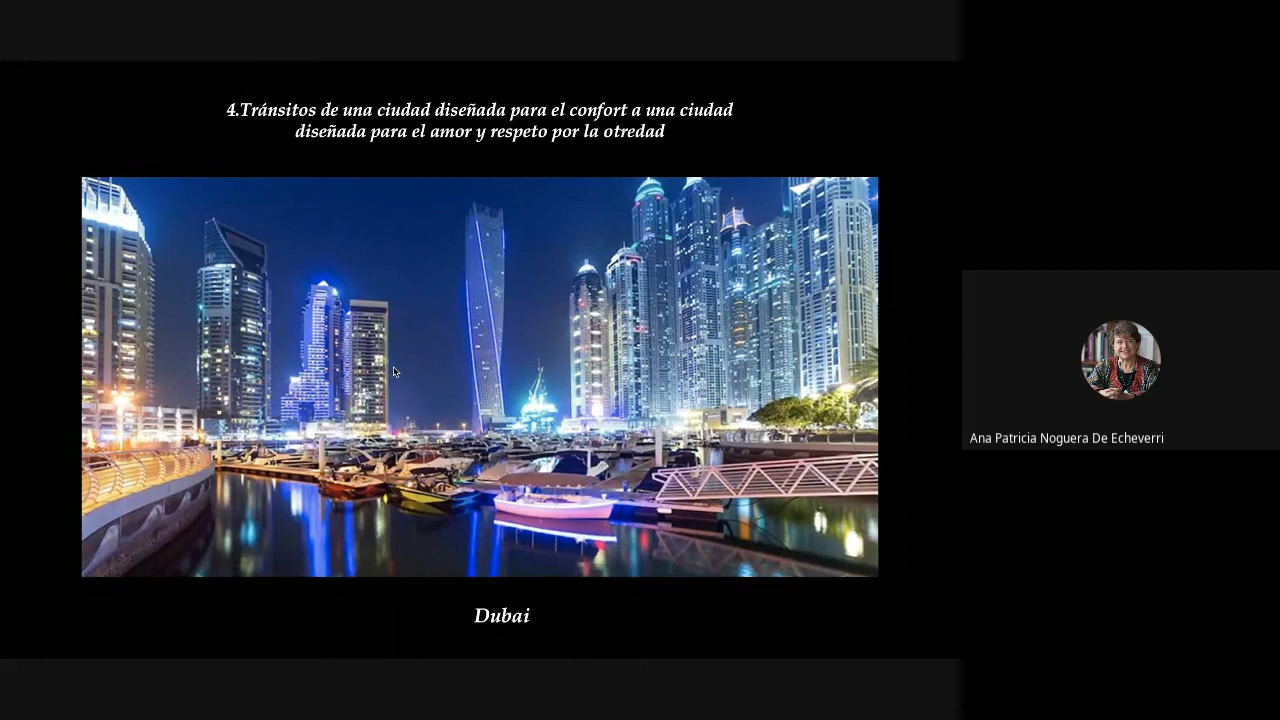 4.Tránsitos de una ciudad diseñada para el confort a una ciudad
diseñada para el amor y respeto por la otredad
Dubai
Ana Patricia Noguera De Echeverri